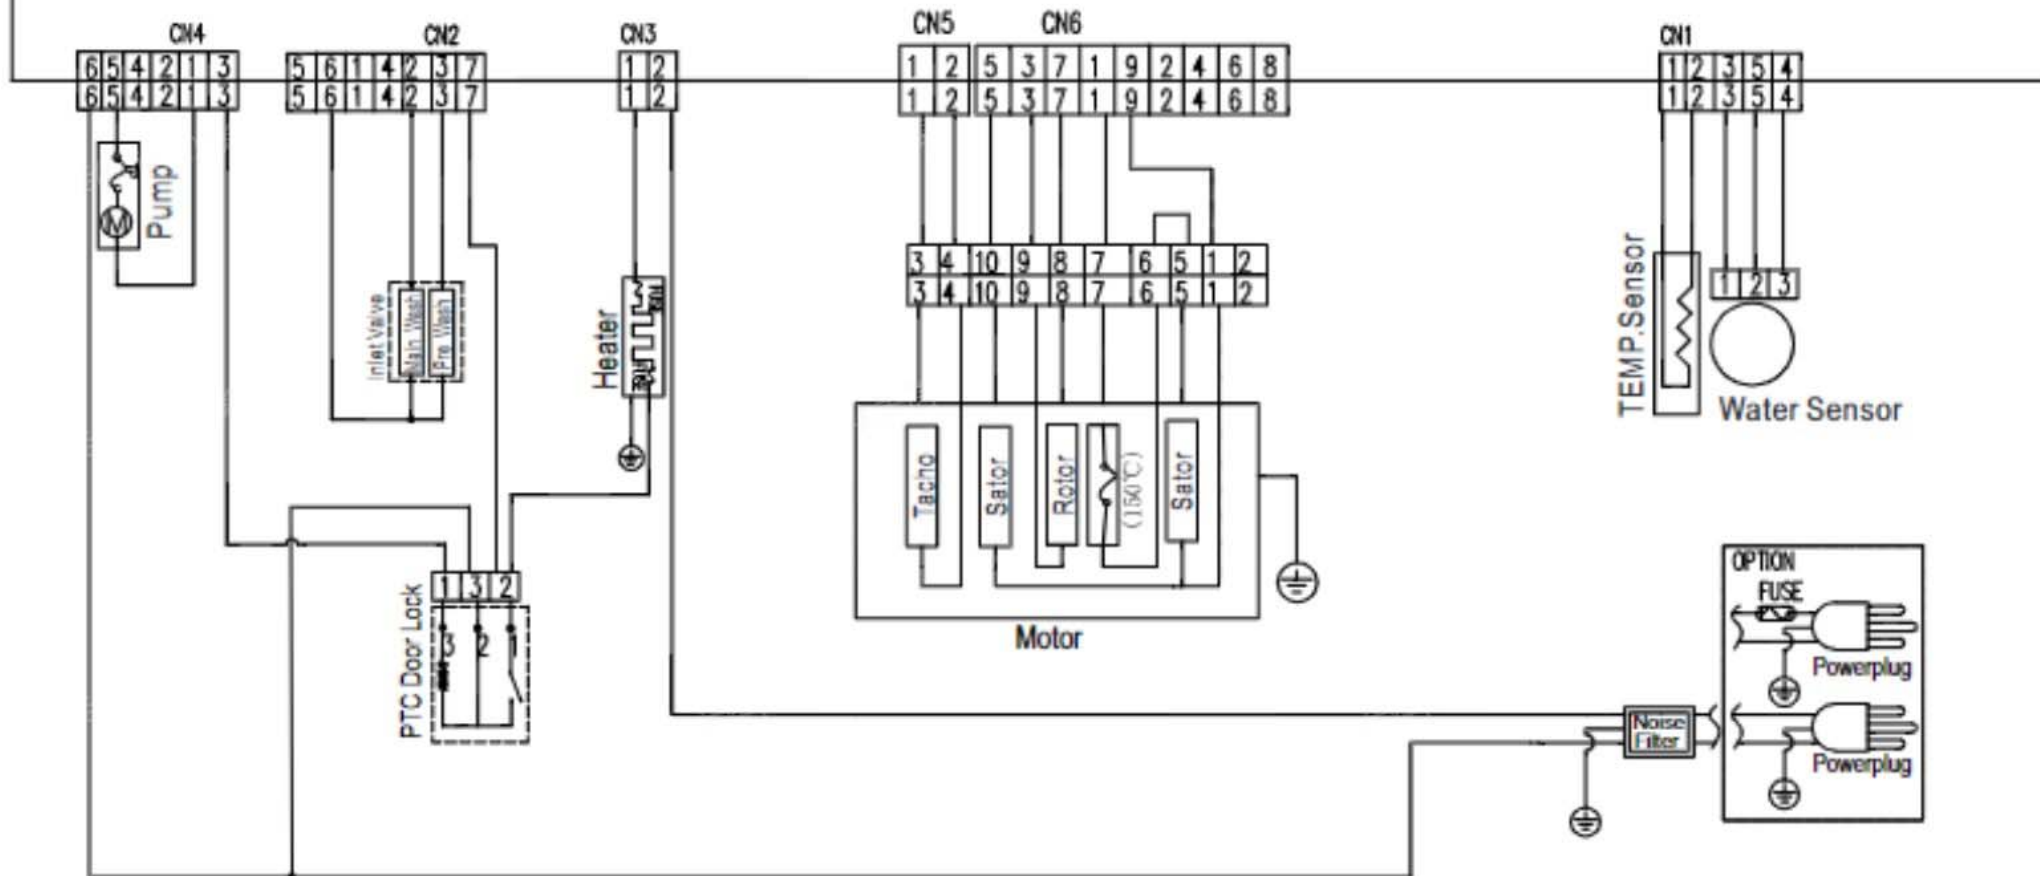 CN4 CN2 CN3 CN5 CN6 CN1
6 5 4 2 1 3 5 6 1 4 2 3 7 1 2 1 2 5 3 7 1 9 2 4 6 8 1 2 3 5 4
6 5 4 2 1 3 5 6 1 4 2 3 7 1 2 1 2 5 3 7 1 9 2 4 6 8 1 2 3 5 4
M
Pump
3 4 10 9 8 7 6 5 1 2
3 4 10 9 8 7 6 5 1 2
1 2 3
Inlet Valve
Main Wash
Pre Wash
Heater
TEMP.Sensor
Water Sensor
Tacho
Sator
Rotor
(150℃)
Sator
Motor
1 3 2
3 2 1
PTC Door Lock
OPTION
FUSE
Powerplug
Noise
Filter
Powerplug